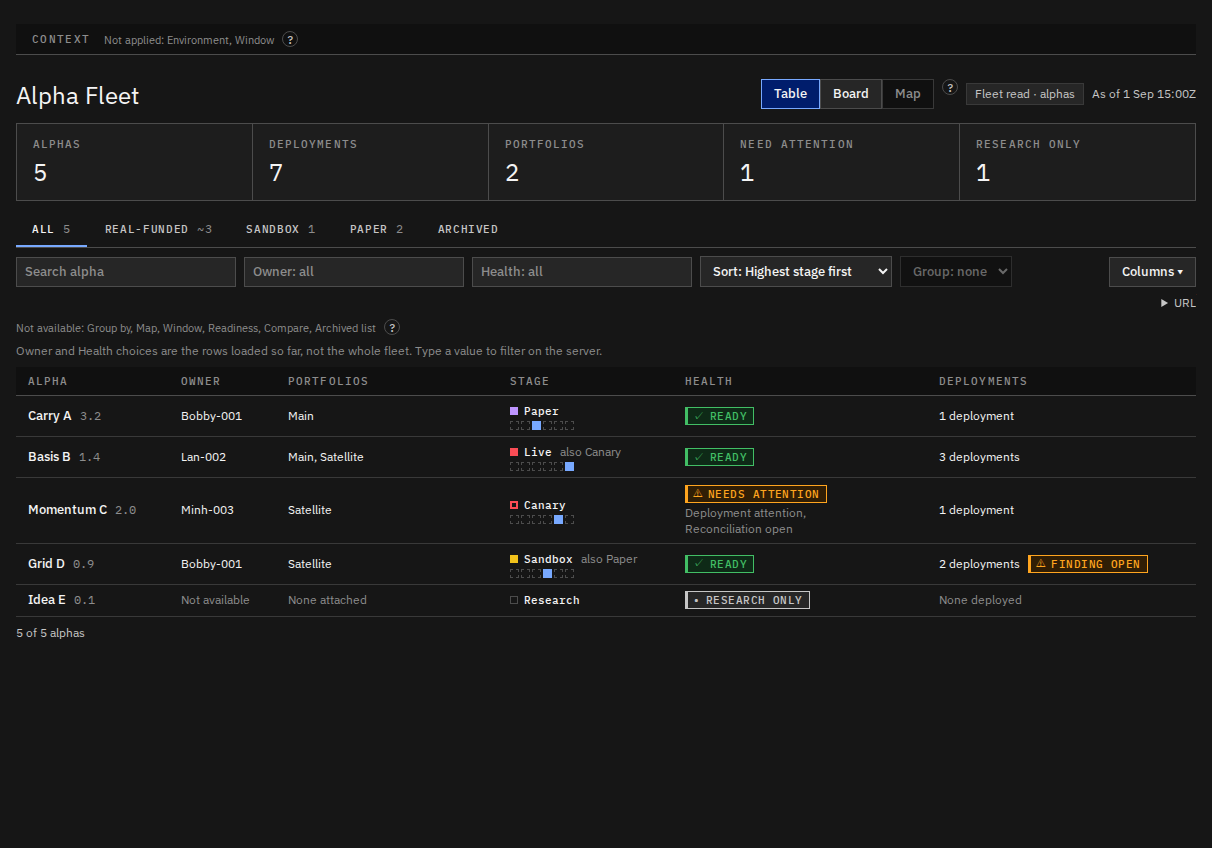 CONTEXT Not applied: Environment, Window ?
Alpha Fleet Table Board Map ? Fleet read · alphas As of 1 Sep 15:00Z
ALPHAS DEPLOYMENTS PORTFOLIOS NEED ATTENTION RESEARCH ONLY
5 7 2 1 1
ALL 5 REAL-FUNDED ~3 SANDBOX 1 PAPER 2 ARCHIVED
Search alpha Owner: all Health: all Sort: Highest stage first Group: none Columns ▾
▶ URL
Not available: Group by, Map, Window, Readiness, Compare, Archived list ?
Owner and Health choices are the rows loaded so far, not the whole fleet. Type a value to filter on the server.
ALPHA OWNER PORTFOLIOS STAGE HEALTH DEPLOYMENTS
Carry A 3.2 Bobby-001 Main Paper ✓ READY 1 deployment
Basis B 1.4 Lan-002 Main, Satellite Live also Canary ✓ READY 3 deployments
Momentum C 2.0 Minh-003 Satellite Canary ⚠ NEEDS ATTENTION 1 deployment
Deployment attention,
Reconciliation open
Grid D 0.9 Bobby-001 Satellite Sandbox also Paper ✓ READY 2 deployments ⚠ FINDING OPEN
Idea E 0.1 Not available None attached Research • RESEARCH ONLY None deployed
5 of 5 alphas